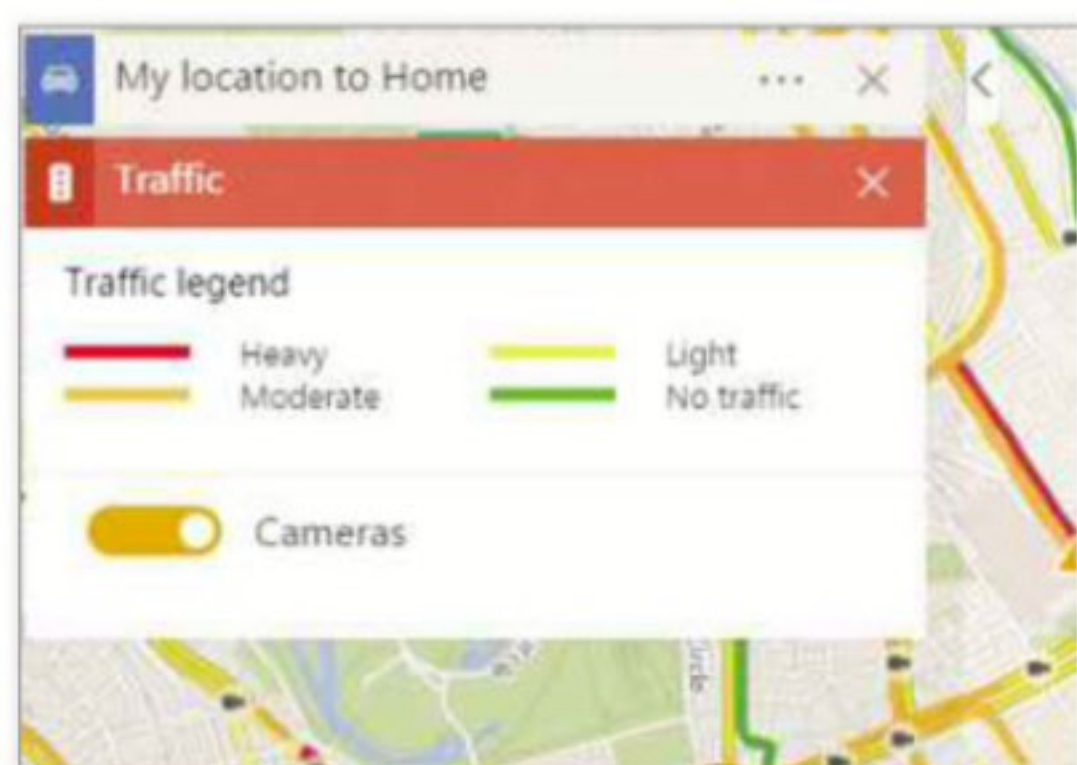 My location to Home
Traffic
Traffic legend
Heavy
Light
Moderate
No traffic
Cameras